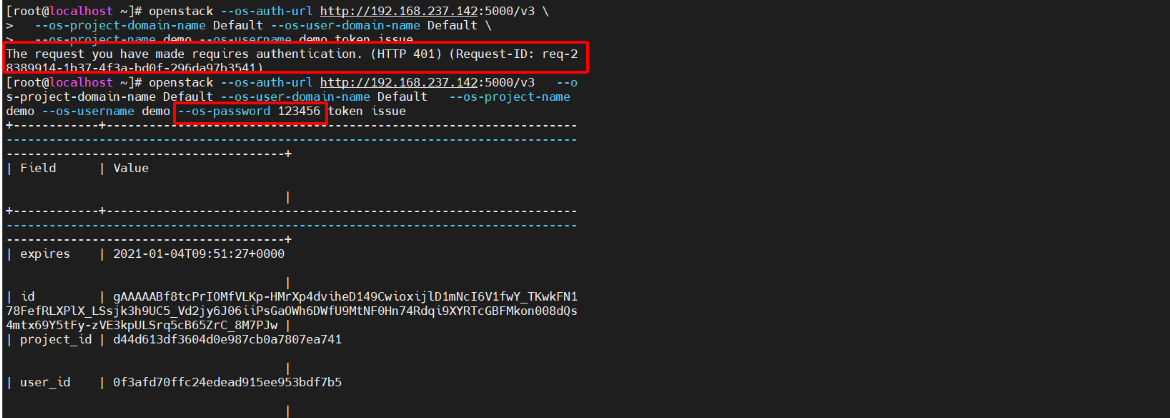 [root@localhost ~]# openstack --os-auth-url http://192.168.237.142:5000/v3 \
>   --os-project-domain-name Default --os-user-domain-name Default \
>   --os-project-name demo --os-username demo token issue
The request you have made requires authentication. (HTTP 401) (Request-ID: req-2
8389914-1b37-4f3a-bd0f-296da97b3541)
[root@localhost ~]# openstack --os-auth-url http://192.168.237.142:5000/v3   --o
s-project-domain-name Default --os-user-domain-name Default   --os-project-name
demo --os-username demo --os-password 123456 token issue
+------------+------------------------------------------------------------------
--------------------------------------------------------------------------------
---------------------------------------+
| Field      | Value
|
+------------+------------------------------------------------------------------
--------------------------------------------------------------------------------
---------------------------------------+
| expires    | 2021-01-04T09:51:27+0000
|
| id         | gAAAAABf8tcPrIOMfVLKp-HMrXp4dviheD149CwioxijlD1mNcI6V1fwY_TKwkFN1
78FefRLXPlX_LSsjk3h9UC5_Vd2jy6J06iiPsGaOWh6DWfU9MtNF0Hn74Rdqi9XYRTcGBFMkon008dQs
4mtx69Y5tFy-zVE3kpULSrq5cB65ZrC_8M7PJw |
| project_id | d44d613df3604d0e987cb0a7807ea741
|
| user_id    | 0f3afd70ffc24edead915ee953bdf7b5
|